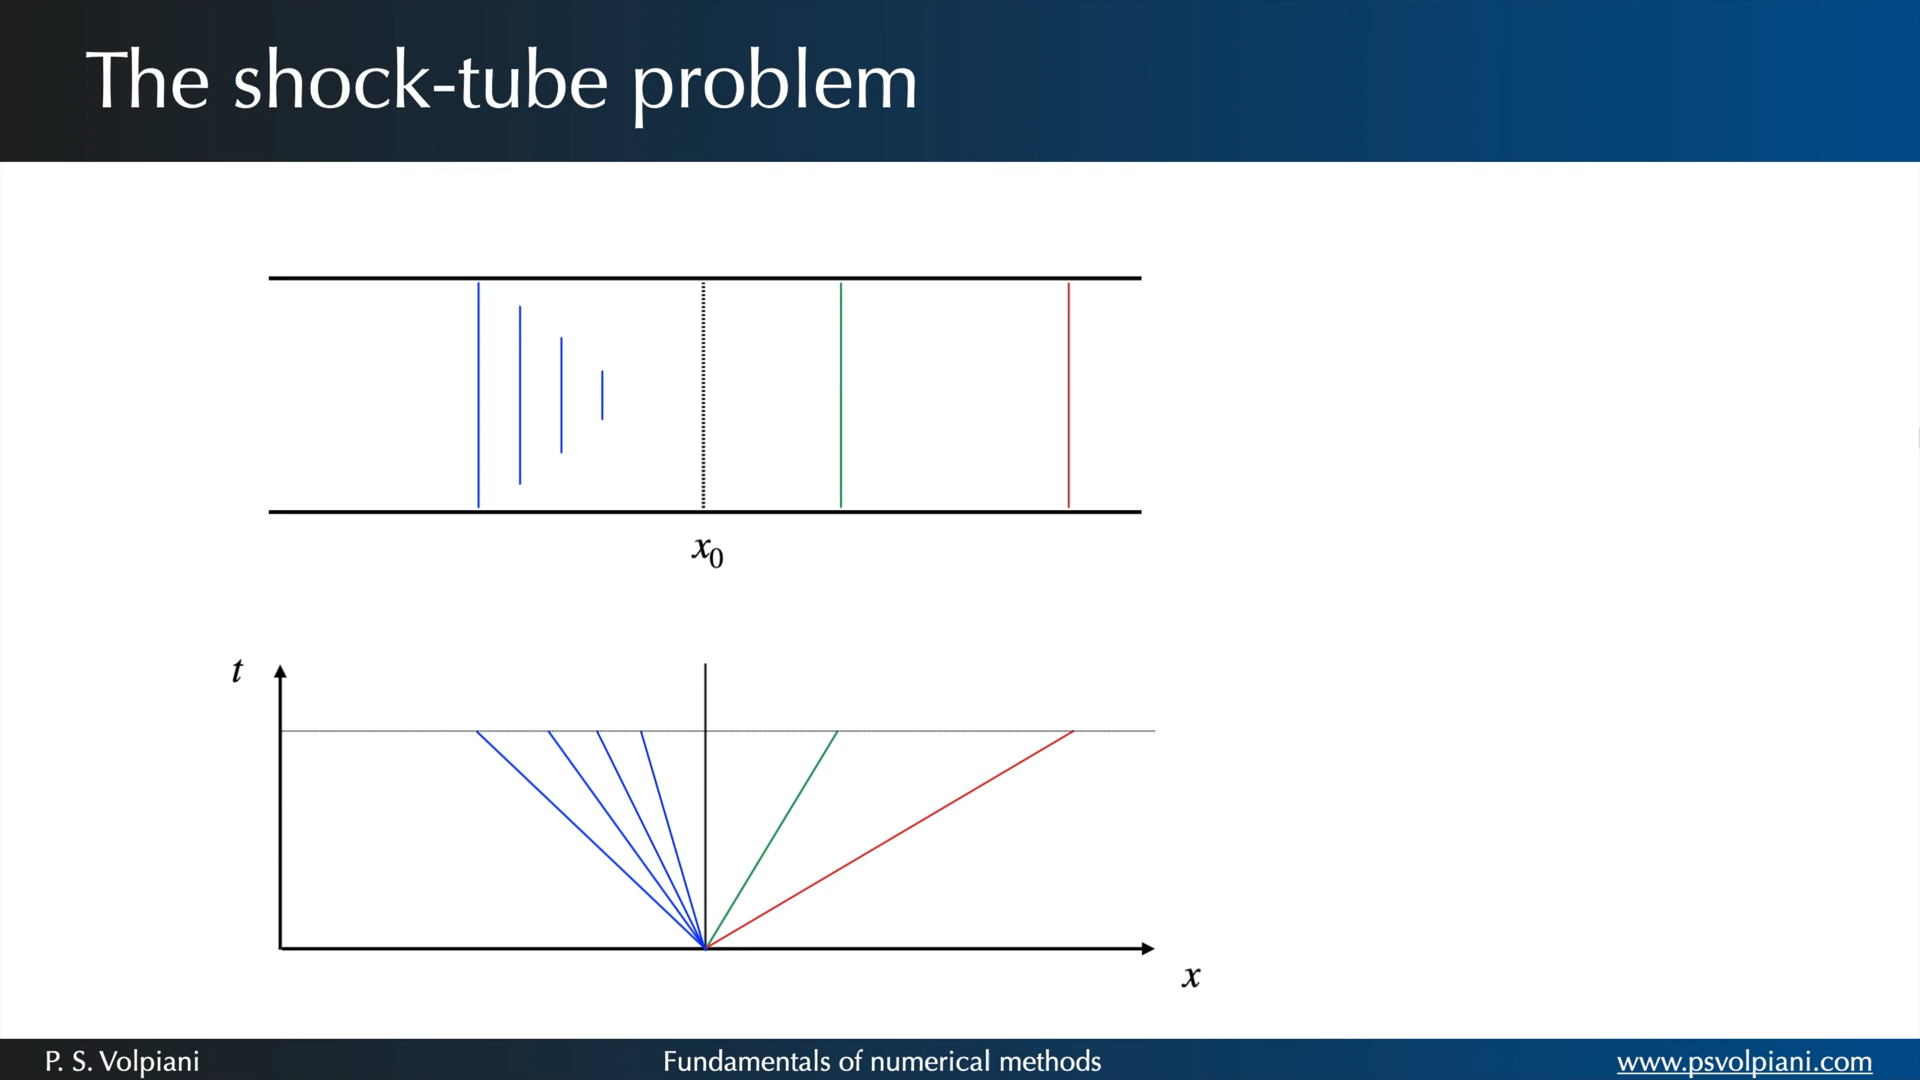 The shock-tube problem
x₀
t
x
P. S. Volpiani
Fundamentals of numerical methods
www.psvolpiani.com